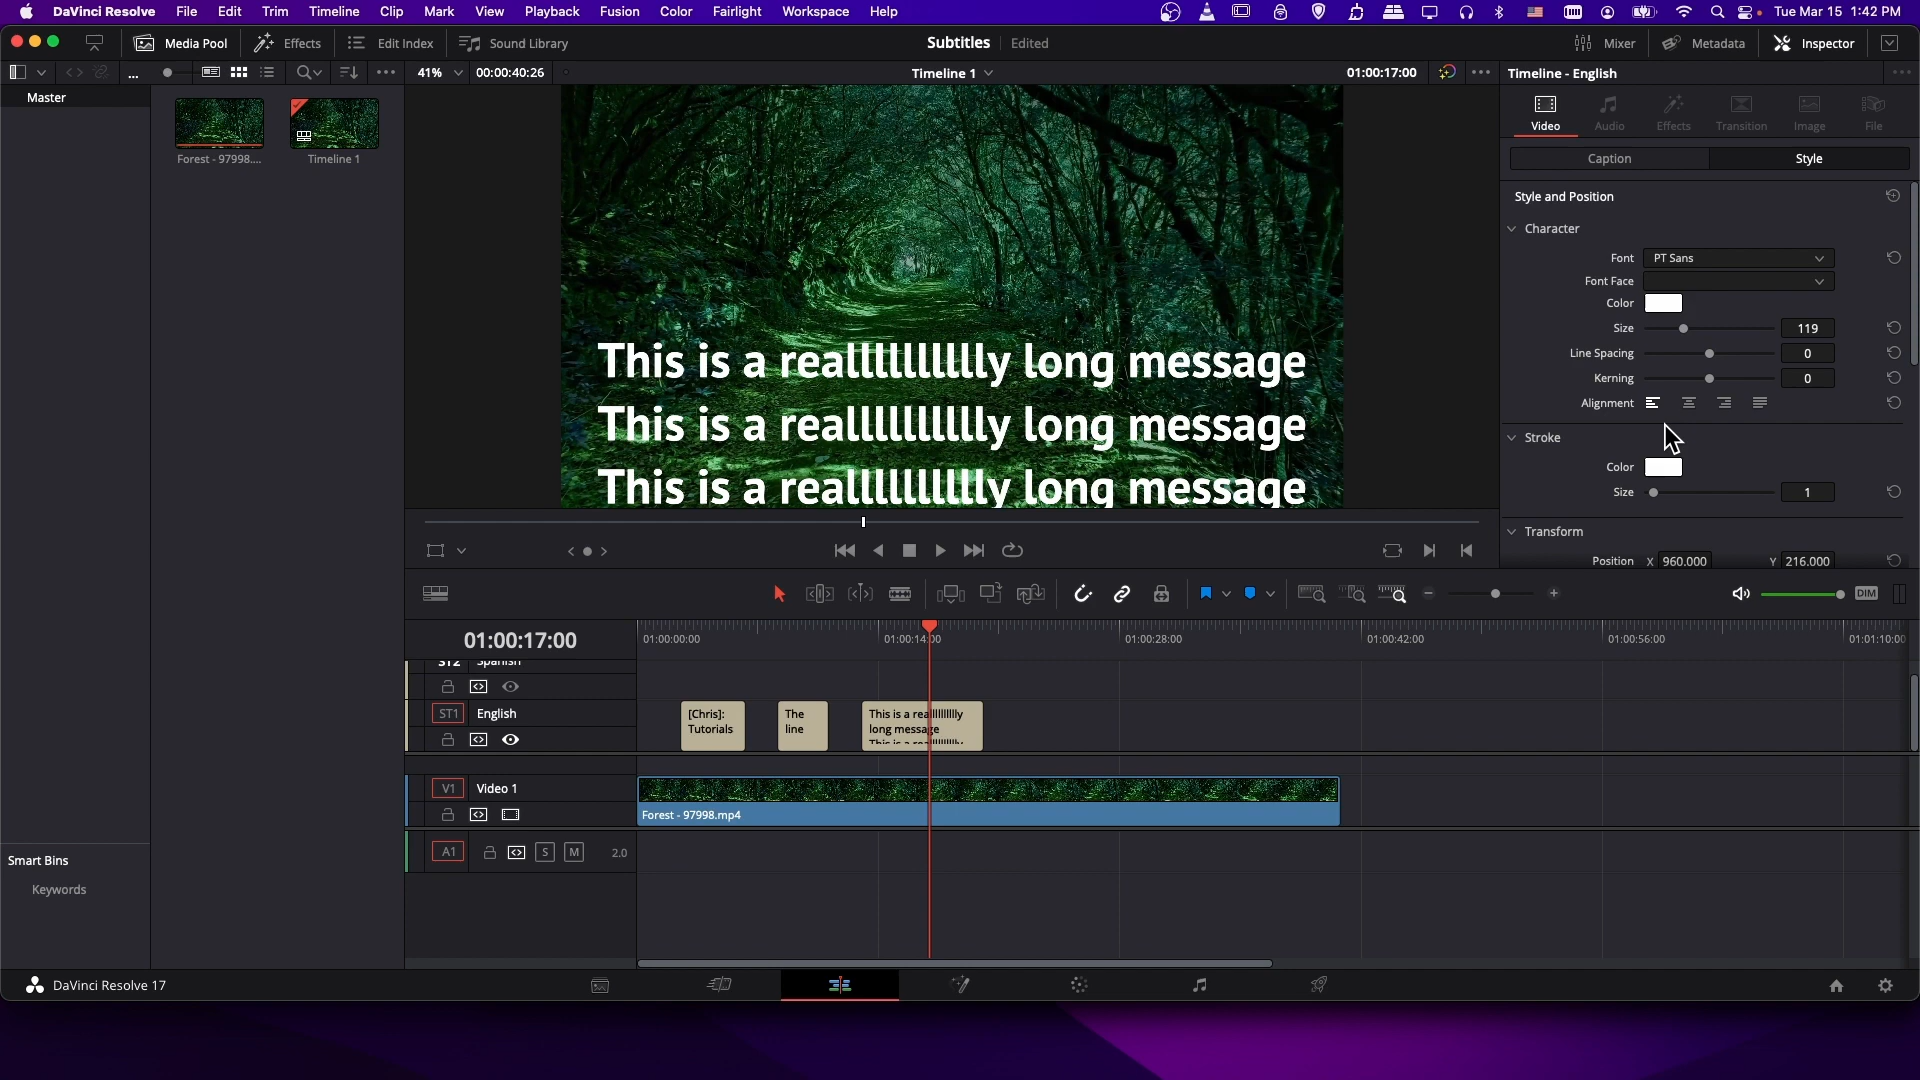 DaVinci Resolve File Edit Trim Timeline Clip Mark View Playback Fusion Color Fairlight Workspace Help Tue Mar 15 1:42 PM
Media Pool Effects Edit Index Sound Library Subtitles Edited Mixer Metadata Inspector
41% 00:00:40:26 Timeline 1 01:00:17:00 Timeline - English
Master
Forest - 97998....
Timeline 1
Video Audio Effects Transition Image File
Caption Style
Style and Position
Character
Font PT Sans
Font Face
Color
Size 119
Line Spacing 0
Kerning 0
Alignment
Stroke
Color
Size 1
Transform
Position X 960.000 Y 216.000
This is a reallllllllllly long message
This is a reallllllllllly long message
This is a reallllllllllly long message
DIM
01:00:17:00 01:00:00:00 01:00:14:00 01:00:28:00 01:00:42:00 01:00:56:00 01:01:10:00
ST2 Spanish
ST1 English
[Chris]:
Tutorials
The
line
This is a reallllllllllly
long message
This is a reallllllllllly
V1 Video 1
Forest - 97998.mp4
A1 S M 2.0
Smart Bins
Keywords
DaVinci Resolve 17